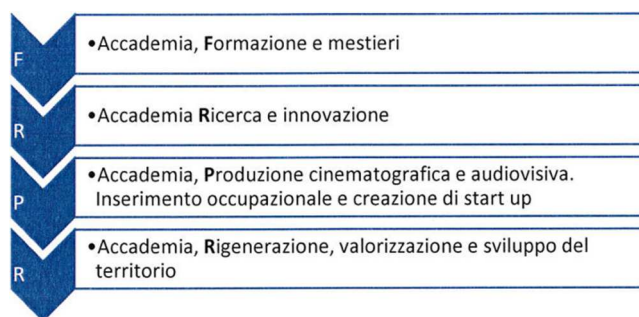 F
•Accademia, Formazione e mestieri
R
•Accademia Ricerca e innovazione
P
•Accademia, Produzione cinematografica e audiovisiva.
Inserimento occupazionale e creazione di start up
R
•Accademia, Rigenerazione, valorizzazione e sviluppo del
territorio